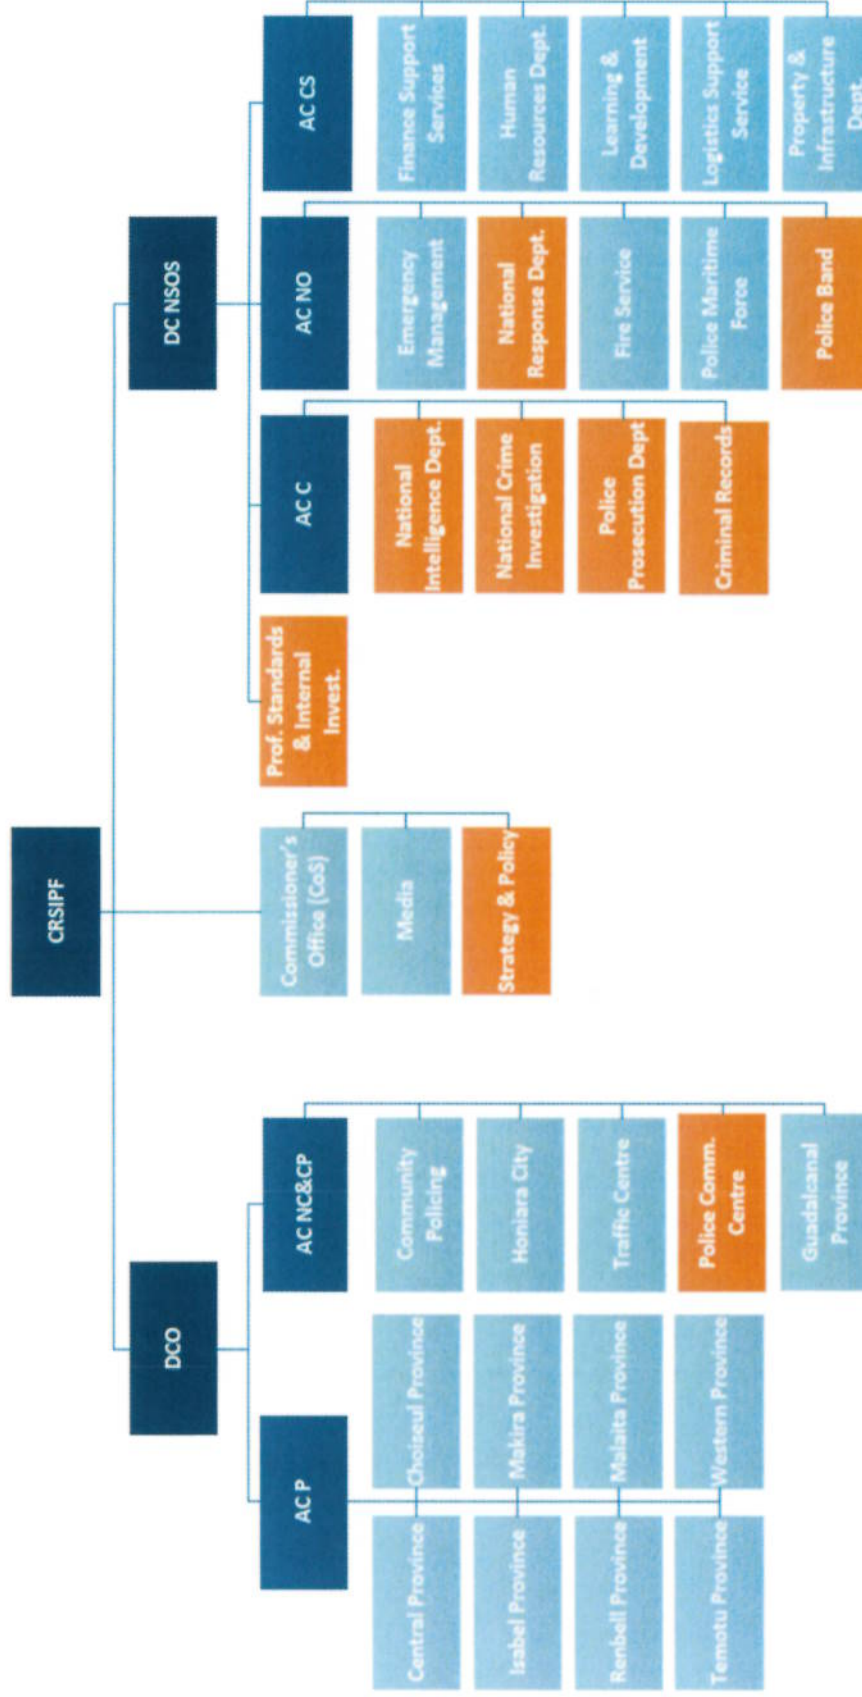 CRSIPF
DCO
DC NSOS
AC P
AC NC&CP
Commissioner's
Office (CoS)
Prof. Standards
& Internal
Invest.
AC C
AC NO
AC CS
Central Province
Choiseul Province
Isabel Province
Makira Province
Renbell Province
Malaita Province
Temotu Province
Western Province
Community
Policing
Honiara City
Traffic Centre
Police Comm.
Centre
Guadalcanal
Province
Media
Strategy & Policy
National
Intelligence Dept.
National Crime
Investigation
Police
Prosecution Dept
Criminal Records
Emergency
Management
National
Response Dept.
Fire Service
Police Maritime
Force
Police Band
Finance Support
Services
Human
Resources Dept.
Learning &
Development
Logistics Support
Service
Property &
Infrastructure
Dept.